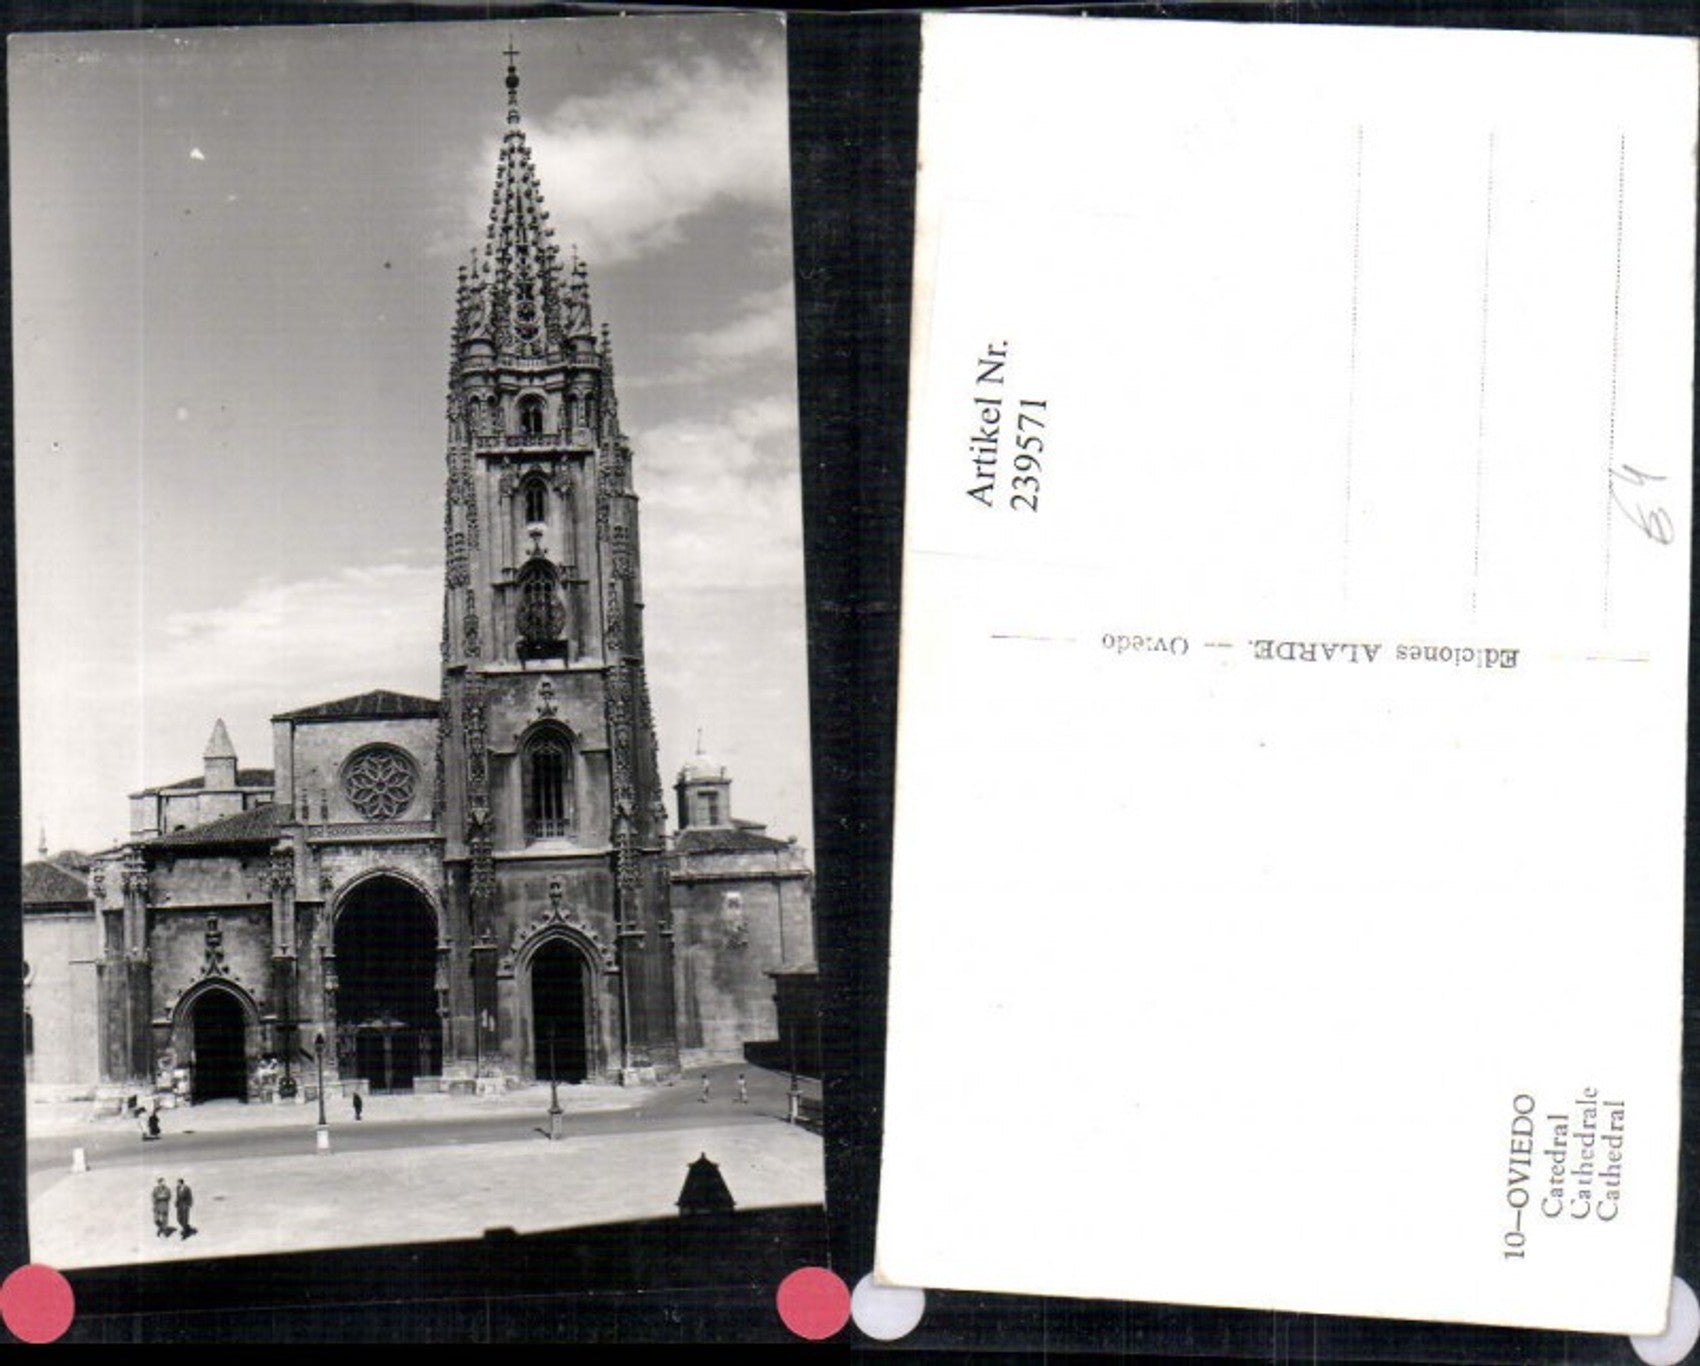 Artikel Nr.
239571
Ediciones ALARDE. — Oviedo
64
10—OVIEDO
Catedral
Cathedrale
Cathedral